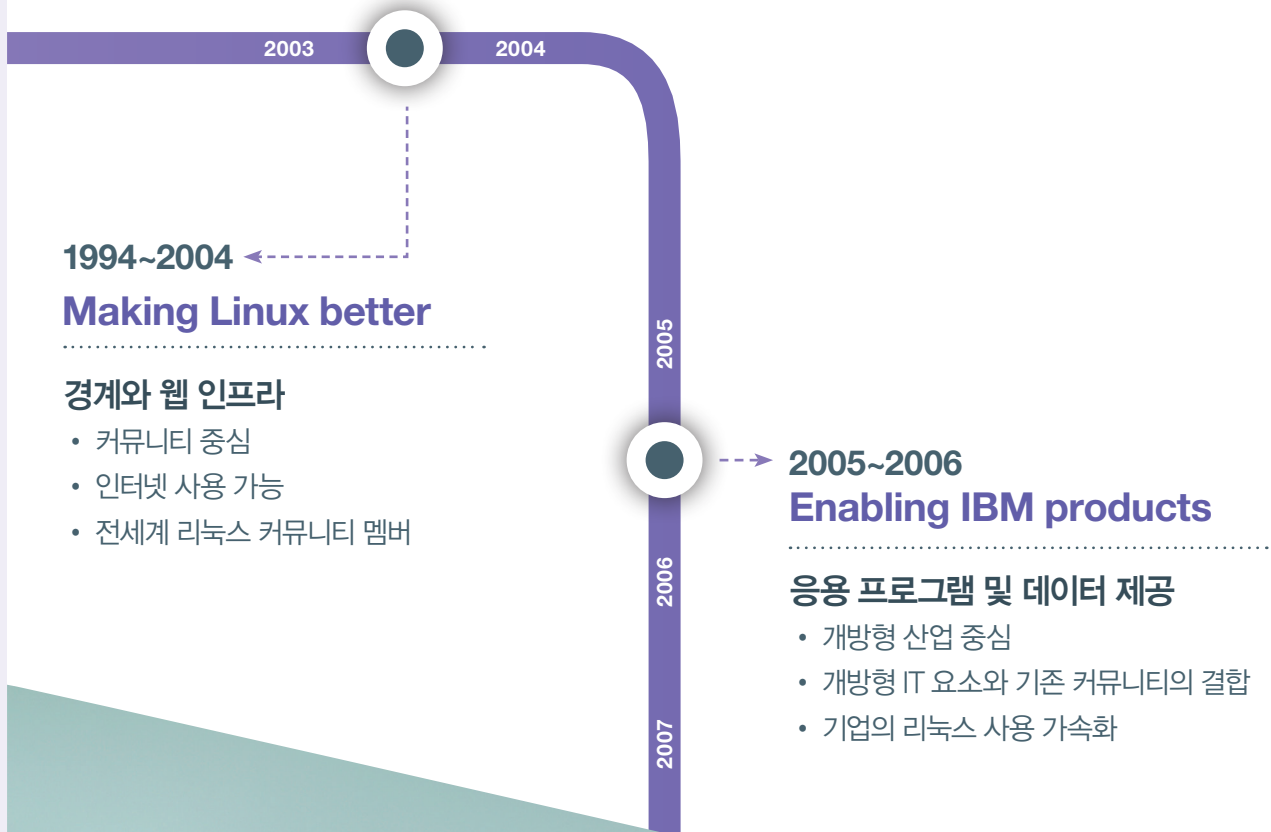 2003
2004
1994~2004
Making Linux better
경계와 웹 인프라
• 커뮤니티 중심
• 인터넷 사용 가능
• 전세계 리눅스 커뮤니티 멤버
2005
2005~2006
Enabling IBM products
응용 프로그램 및 데이터 제공
• 개방형 산업 중심
• 개방형 IT 요소와 기존 커뮤니티의 결합
• 기업의 리눅스 사용 가속화
2006
2007